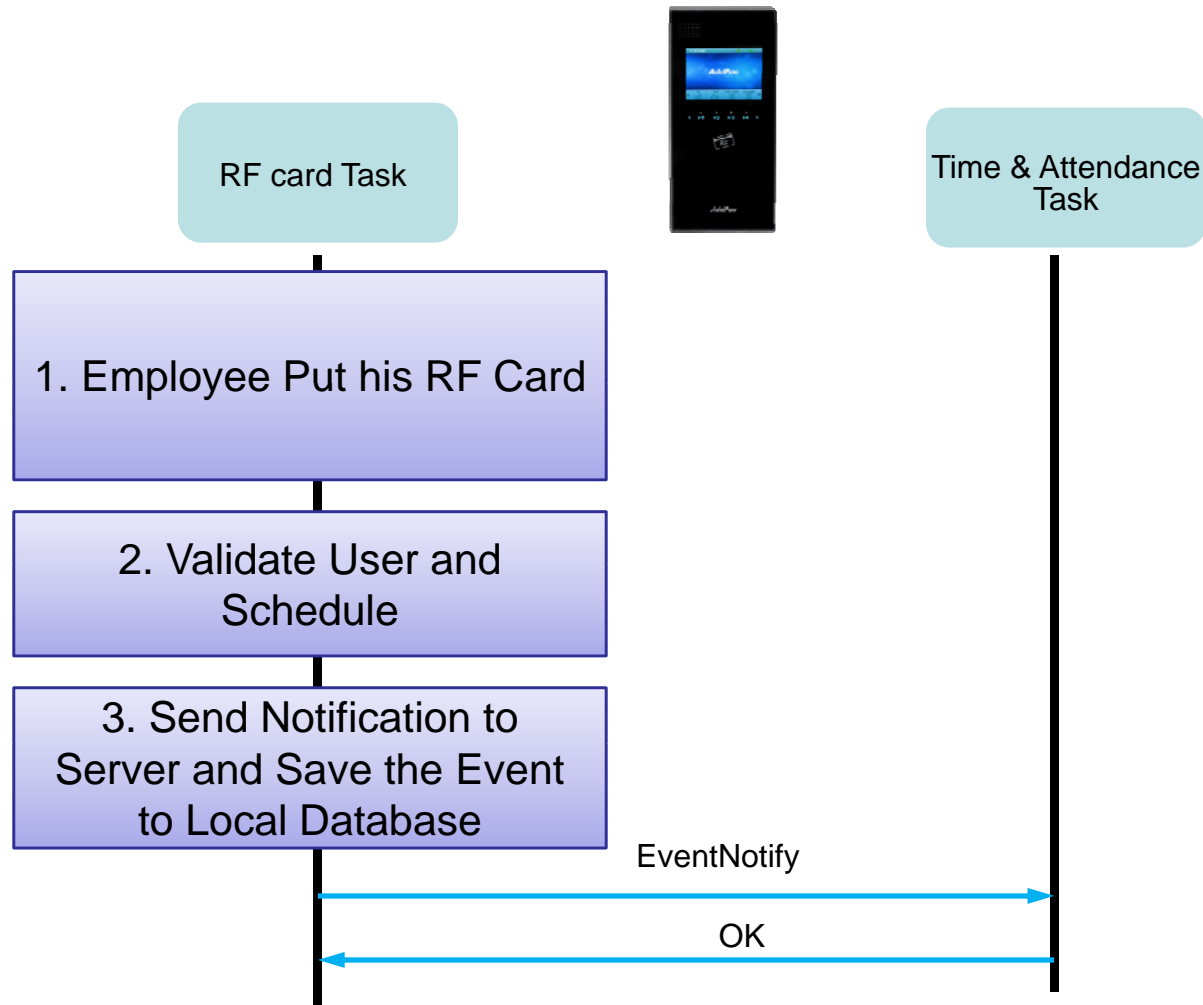 RF card Task
Time & Attendance
Task
1. Employee Put his RF Card
2. Validate User and
Schedule
3. Send Notification to
Server and Save the Event
to Local Database
EventNotify
OK